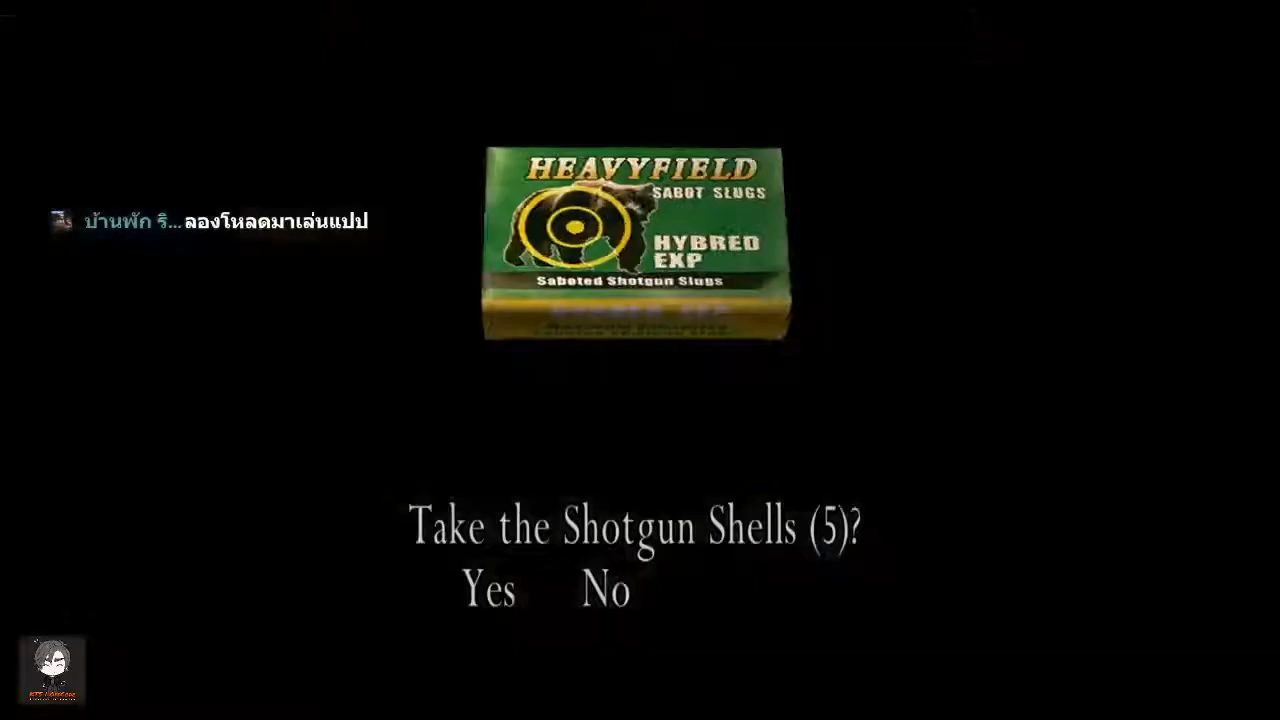 HEAVYFIELD
SABOT SLUGS
HYBRED
EXP
Saboted Shotgun Slugs
บ้านพัก ริ... ลองโหลดมาเล่นแปป
Take the Shotgun Shells (5)?
Yes No